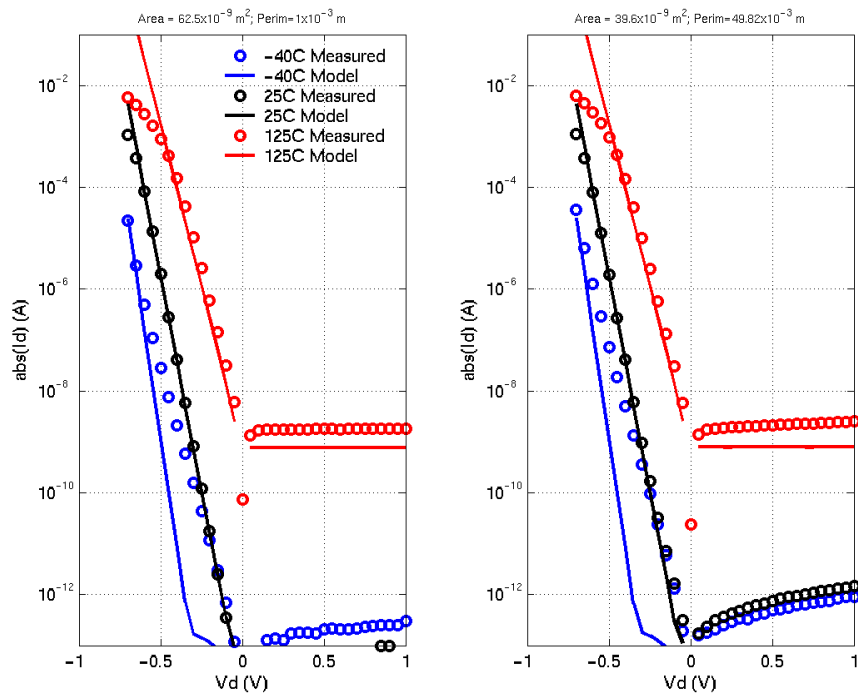 Area = 62.5x10⁻⁹ m²; Perim=1x10⁻³ m
10⁻²
10⁻⁴
10⁻⁶
10⁻⁸
10⁻¹⁰
10⁻¹²
abs(Id) (A)
−1
−0.5
0
0.5
1
Vd (V)
−40C Measured
−40C Model
25C Measured
25C Model
125C Measured
125C Model
Area = 39.6x10⁻⁹ m²; Perim=49.82x10⁻³ m
10⁻²
10⁻⁴
10⁻⁶
10⁻⁸
10⁻¹⁰
10⁻¹²
abs(Id) (A)
−1
−0.5
0
0.5
1
Vd (V)